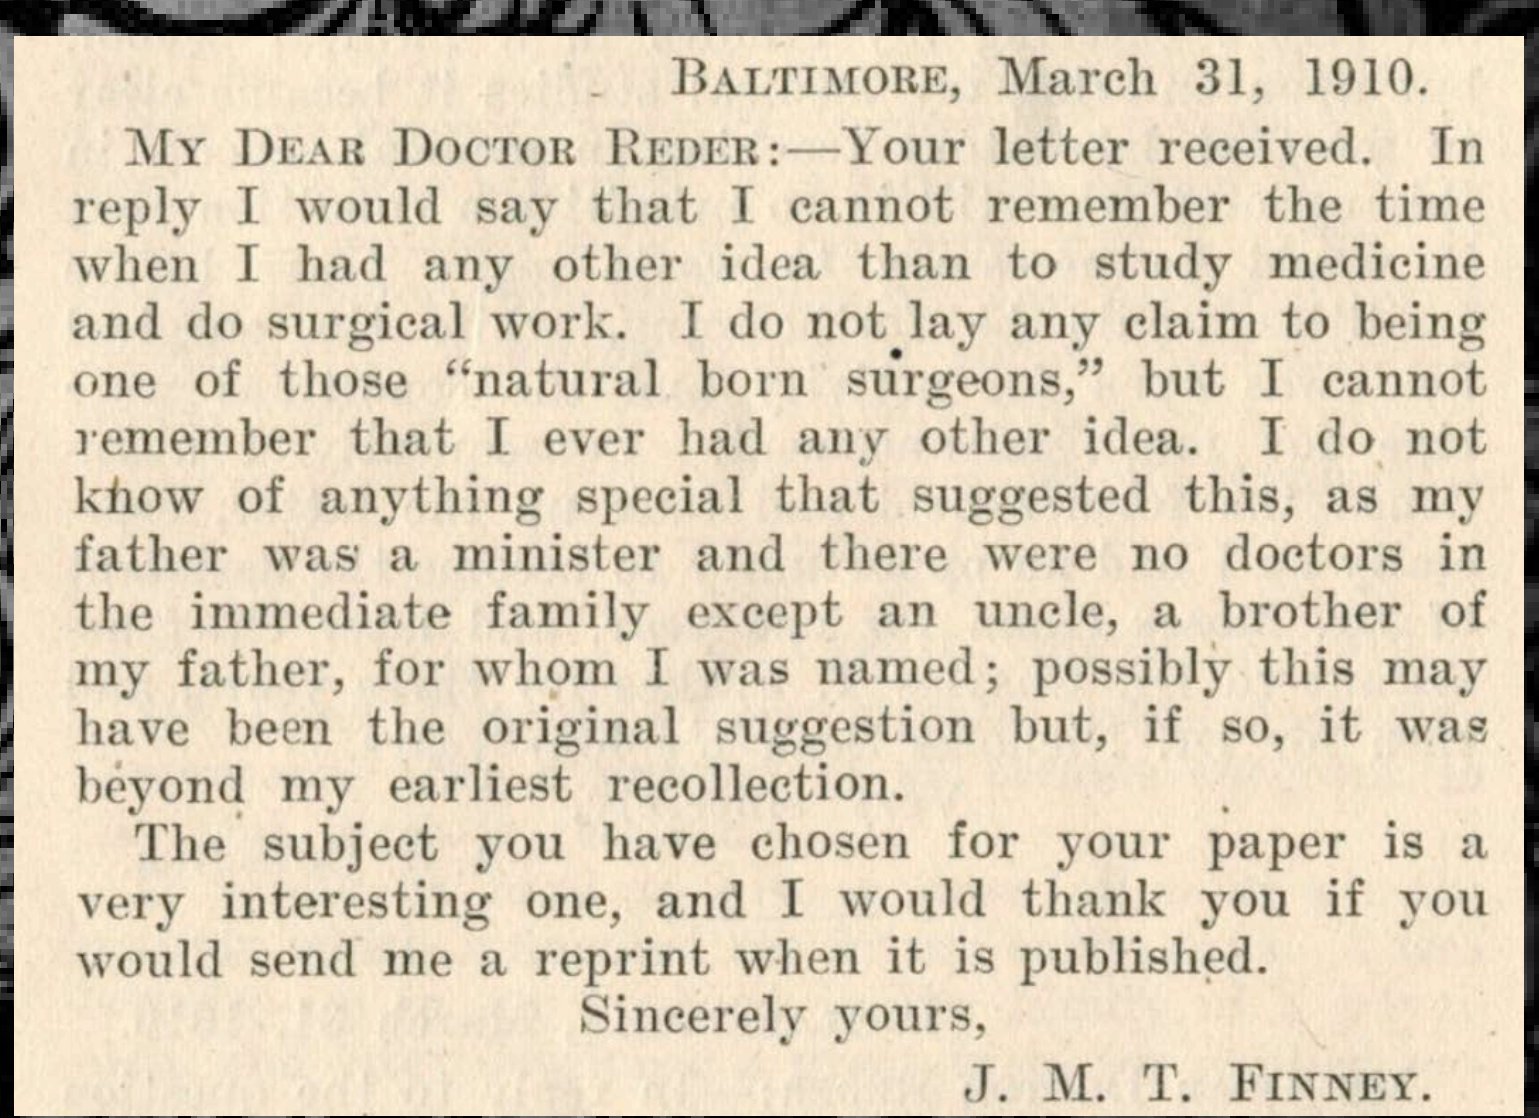 BALTIMORE, March 31, 1910.
MY DEAR DOCTOR REDER:—Your letter received. In
reply I would say that I cannot remember the time
when I had any other idea than to study medicine
and do surgical work. I do not lay any claim to being
one of those “natural born surgeons,” but I cannot
remember that I ever had any other idea. I do not
know of anything special that suggested this, as my
father was a minister and there were no doctors in
the immediate family except an uncle, a brother of
my father, for whom I was named; possibly this may
have been the original suggestion but, if so, it was
beyond my earliest recollection.
The subject you have chosen for your paper is a
very interesting one, and I would thank you if you
would send me a reprint when it is published.
Sincerely yours,
J. M. T. FINNEY.